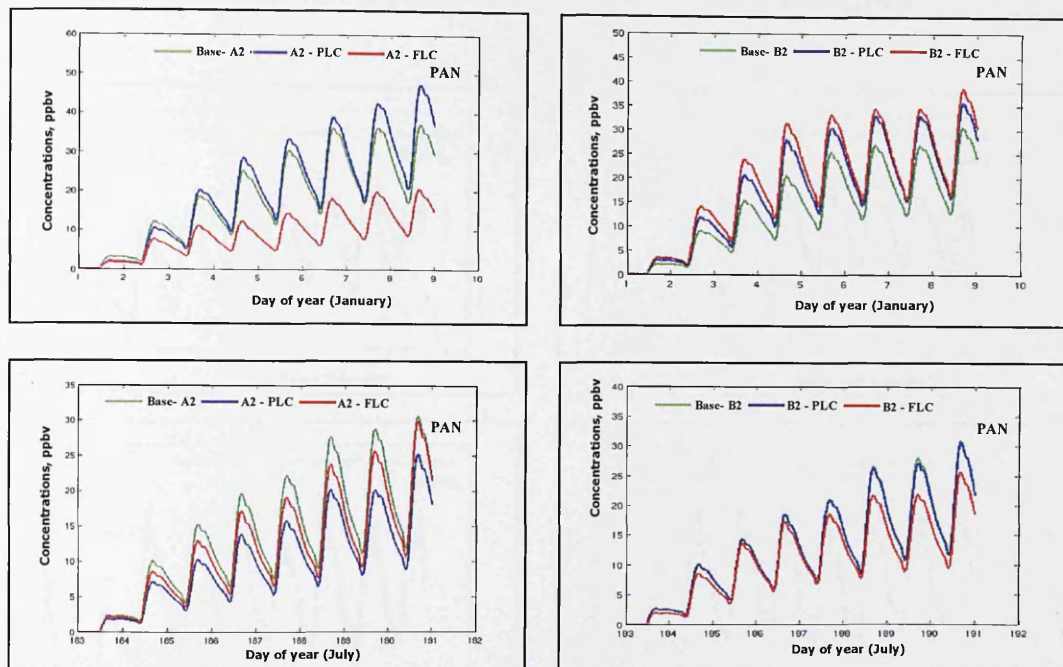 60
50
40
30
20
10
0
Concentrations, ppbv
Base- A2 A2 - PLC A2 - FLC
PAN
1 2 3 4 5 6 7 8 9 10
Day of year (January)
50
45
40
35
30
25
20
15
10
5
0
Concentrations, ppbv
Base- B2 B2 - PLC B2 - FLC
PAN
1 2 3 4 5 6 7 8 9 10
Day of year (January)
35
30
25
20
15
10
5
0
Concentrations, ppbv
Base- A2 A2 - PLC A2 - FLC
PAN
183 184 185 186 187 188 189 190 191 192
Day of year (July)
40
35
30
25
20
15
10
5
0
Concentrations, ppbv
Base- B2 B2 - PLC B2 - FLC
PAN
183 184 185 186 187 188 189 190 191 192
Day of year (July)